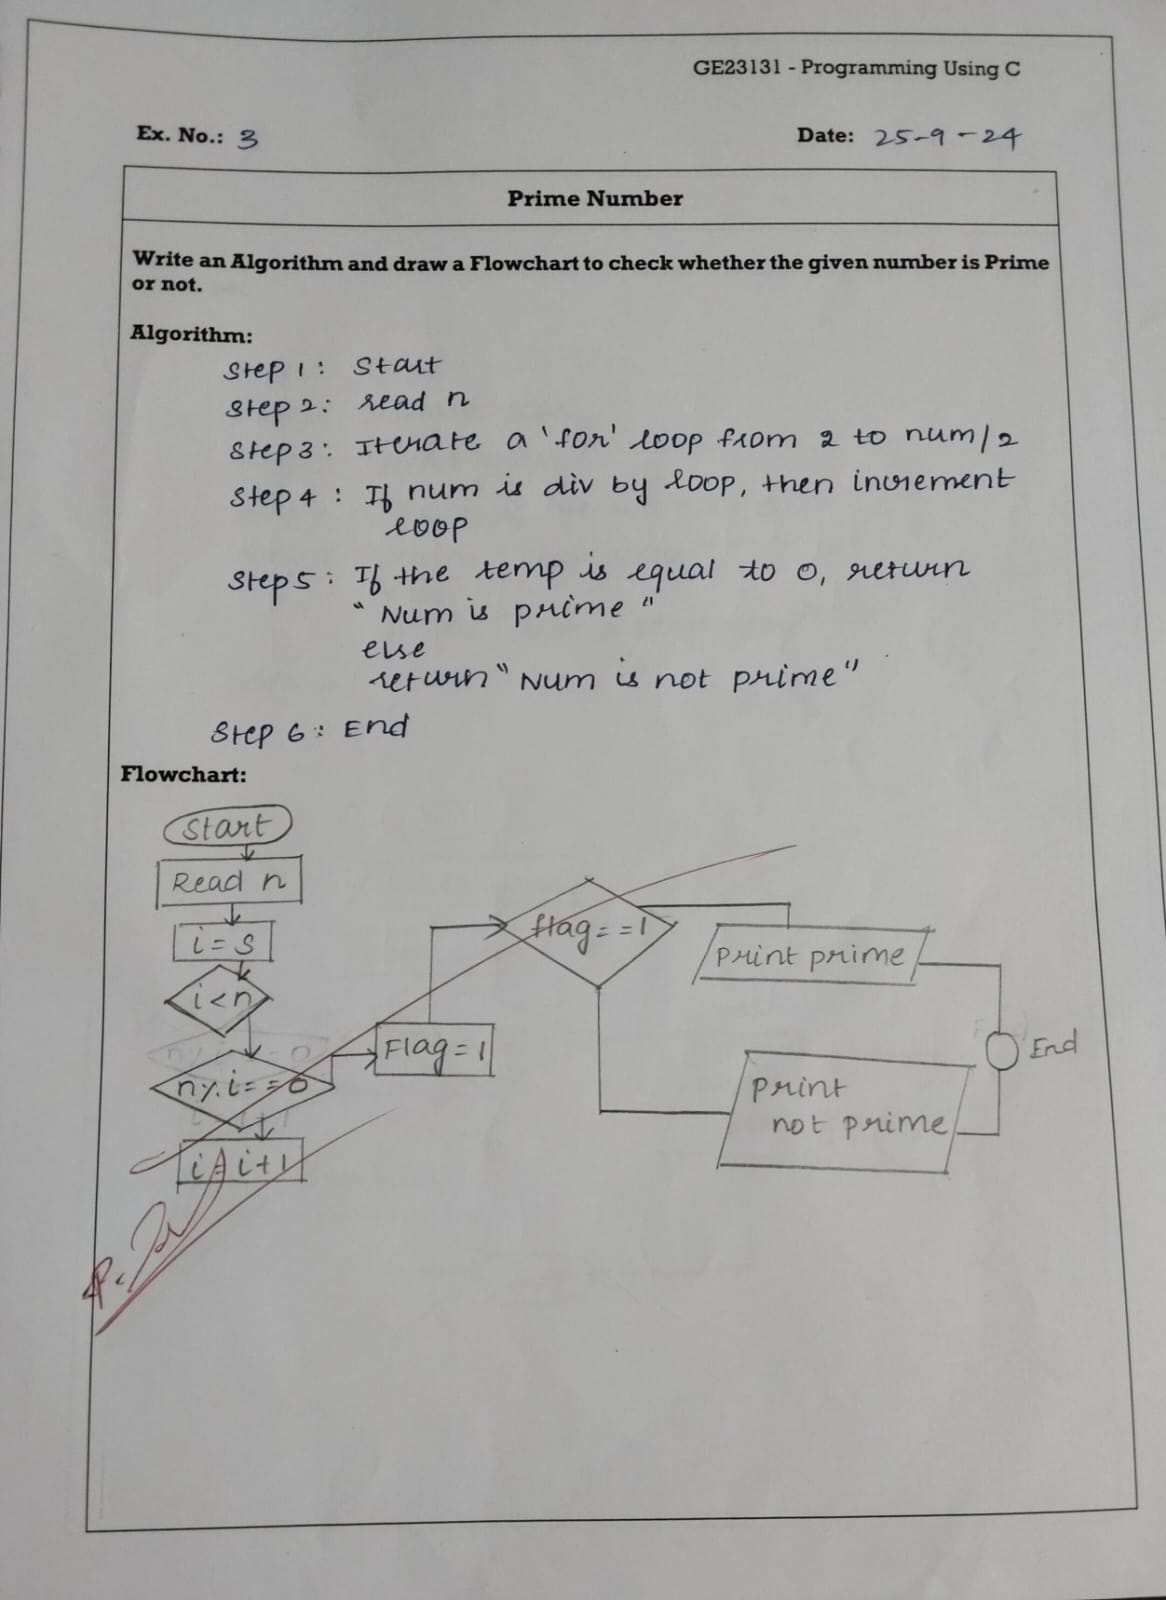 GE23131 - Programming Using C
Ex. No.: 3 Date: 25-9-24
Prime Number
Write an Algorithm and draw a Flowchart to check whether the given number is Prime
or not.
Algorithm:
Step 1: Start
Step 2: read n
Step 3: Iterate a 'for' loop from 2 to num/2
Step 4: If num is div by loop, then increment
loop
Step 5: If the temp is equal to 0, return
"Num is prime"
else
return "Num is not prime"
Step 6: End
Flowchart:
Start
Read n
i=s
i<n
n%i==0
i=i+1
Flag=1
flag==1
print prime
print
not prime
End